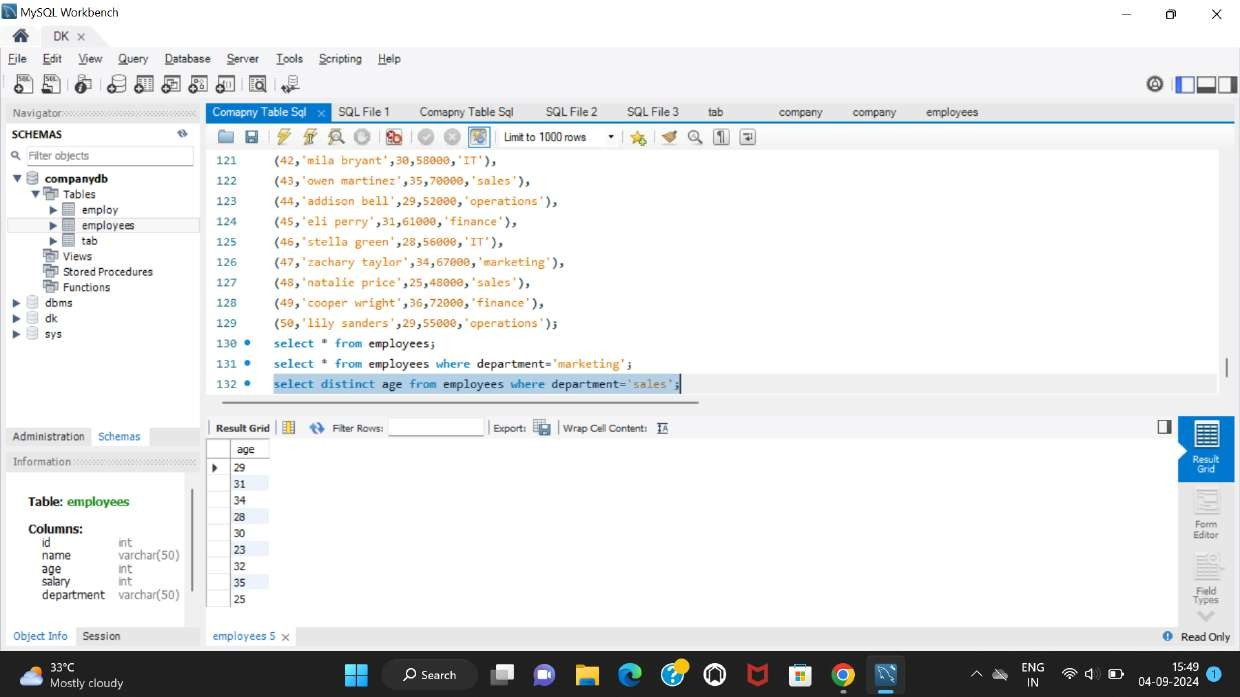 MySQL Workbench
DK
File Edit View Query Database Server Tools Scripting Help
Navigator
Comapny Table Sql SQL File 1 Comapny Table Sql SQL File 2 SQL File 3 tab company company employees
SCHEMAS
Limit to 1000 rows
Filter objects
companydb
Tables
employ
employees
tab
Views
Stored Procedures
Functions
dbms
dk
sys
121 (42,'mila bryant',30,58000,'IT'),
122 (43,'owen martinez',35,70000,'sales'),
123 (44,'addison bell',29,52000,'operations'),
124 (45,'eli perry',31,61000,'finance'),
125 (46,'stella green',28,56000,'IT'),
126 (47,'zachary taylor',34,67000,'marketing'),
127 (48,'natalie price',25,48000,'sales'),
128 (49,'cooper wright',36,72000,'finance'),
129 (50,'lily sanders',29,55000,'operations');
130 select * from employees;
131 select * from employees where department='marketing';
132 select distinct age from employees where department='sales';
Administration Schemas
Information
Table: employees
Columns:
id int
name varchar(50)
age int
salary int
department varchar(50)
Object Info Session
Result Grid Filter Rows: Export: Wrap Cell Content: IA
age
29
31
34
28
30
23
32
35
25
Result
Grid
Form
Editor
Field
Types
employees 5
Read Only
33°C
Mostly cloudy
Search
ENG
IN
15:49
04-09-2024
1